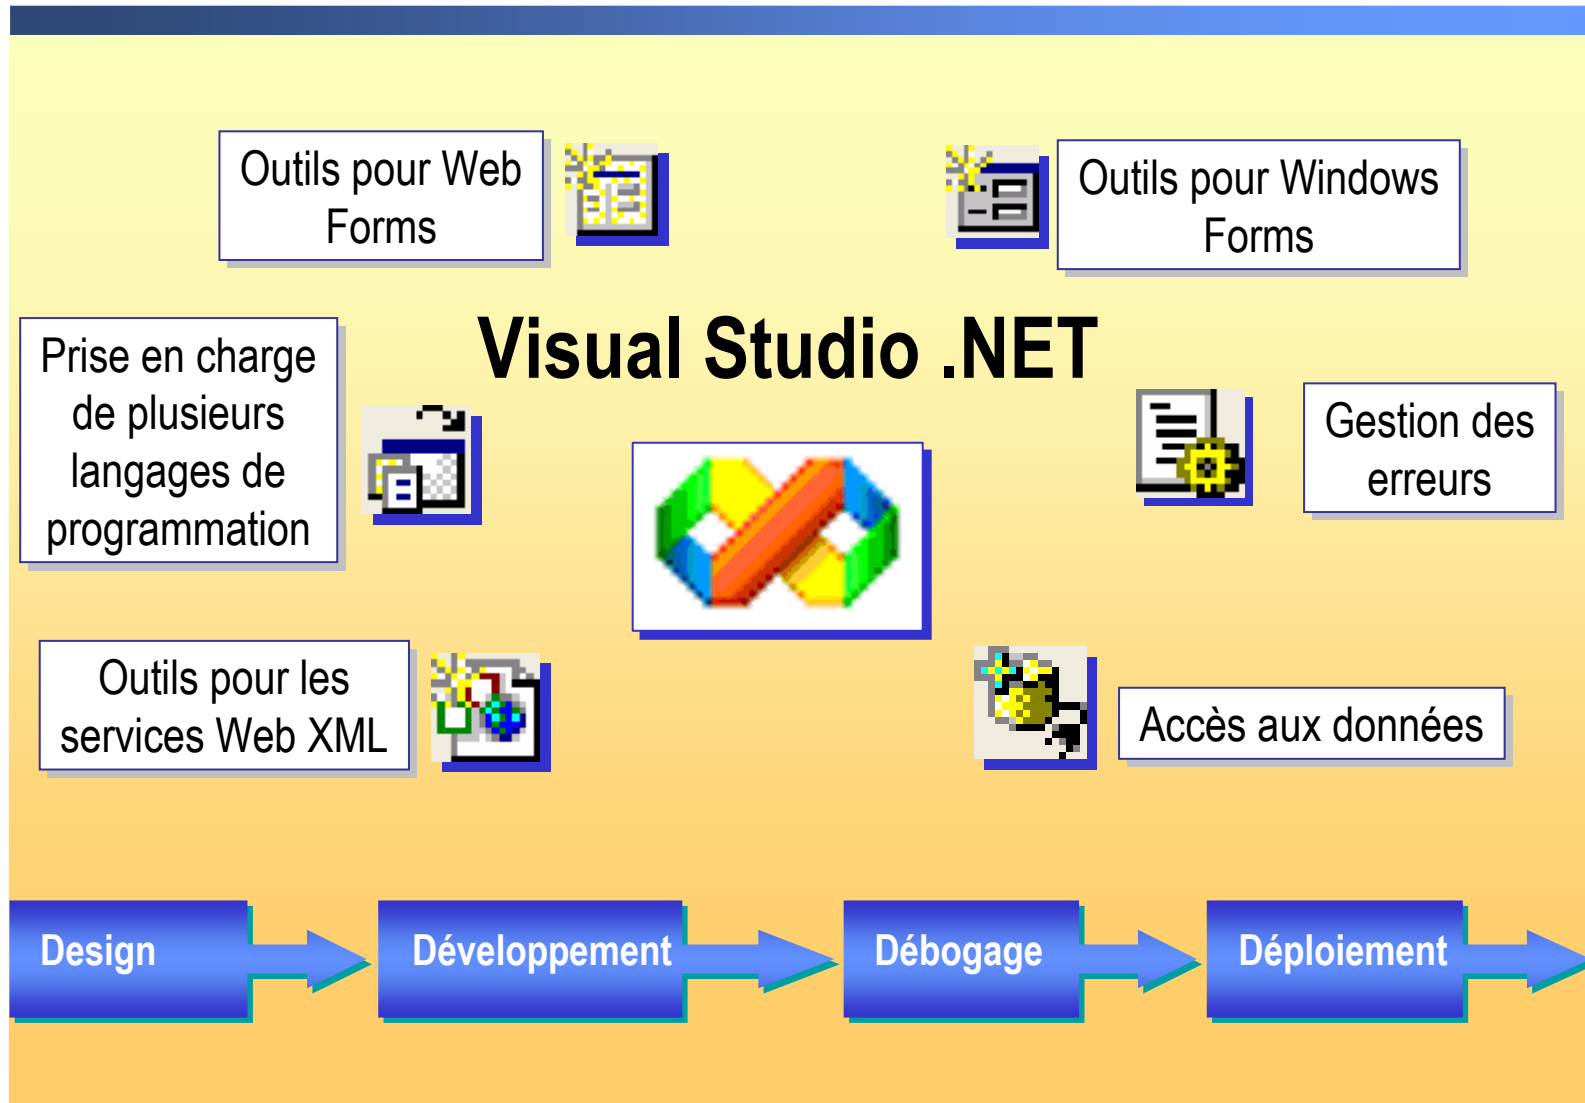 Outils pour Web
Forms
Outils pour Windows
Forms
Visual Studio .NET
Prise en charge
de plusieurs
langages de
programmation
Gestion des
erreurs
Outils pour les
services Web XML
Accès aux données
Design
Développement
Débogage
Déploiement